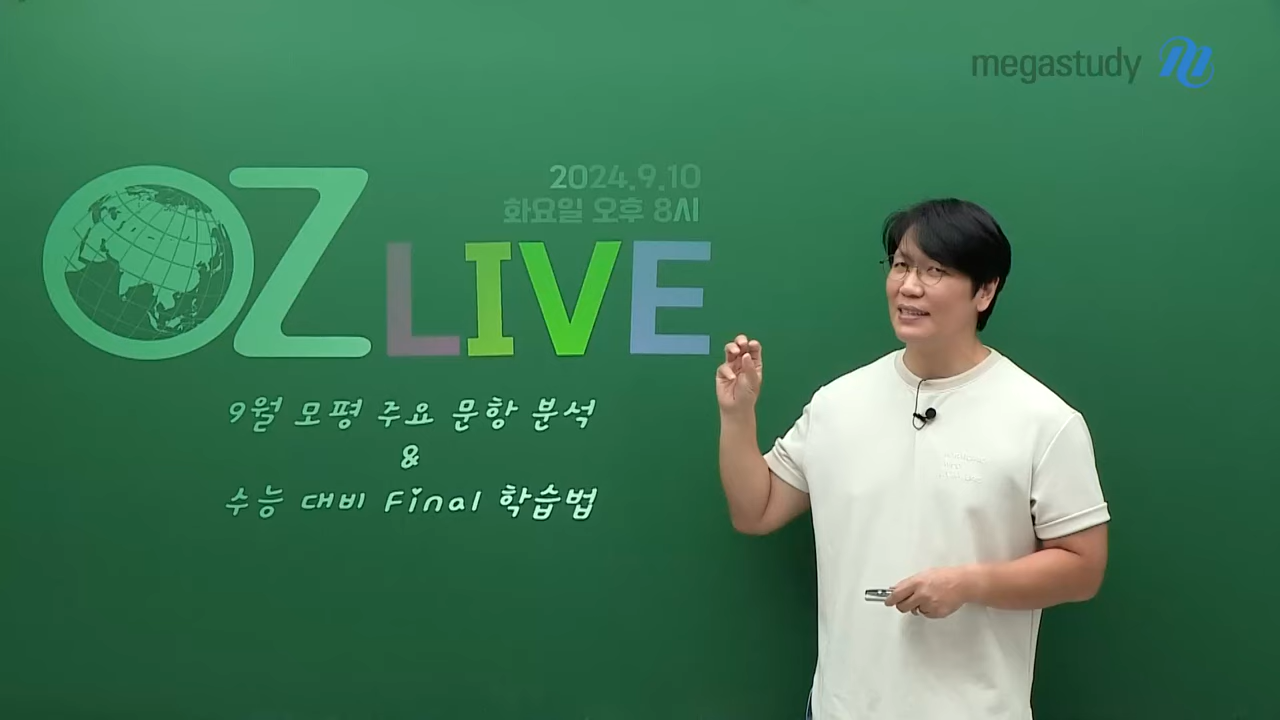 megastudy
OZ
2024.9.10
화요일 오후 8시
LIVE
9월 모평 주요 문항 분석
&
수능 대비 Final 학습법